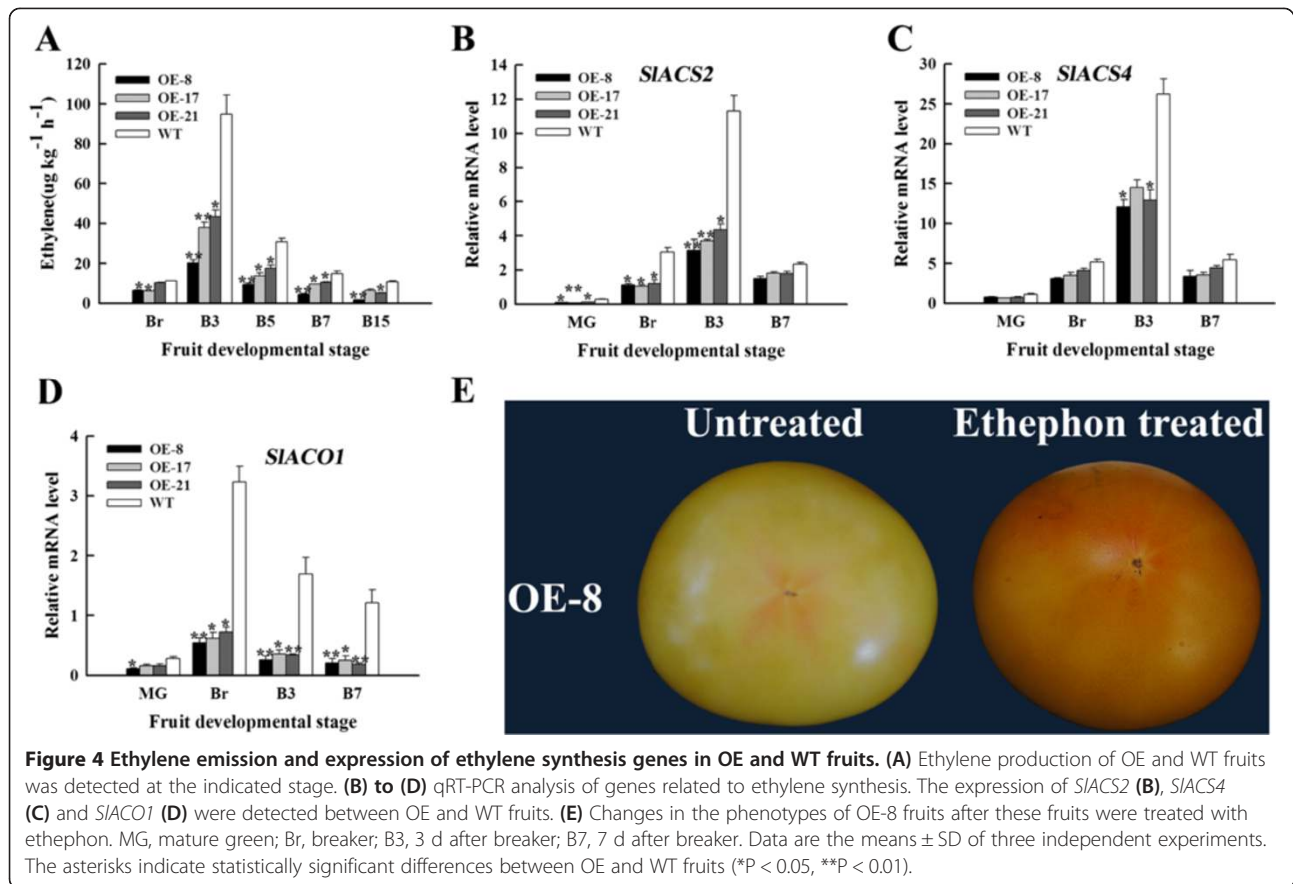 A
Ethylene(ug kg⁻¹ h⁻¹)
120
100
80
60
40
20
0
OE-8
OE-17
OE-21
WT
** ** *
** * *
** * *
** *
* *
Br B3 B5 B7 B15
Fruit developmental stage
B
SlACS2
Relative mRNA level
14
12
10
8
6
4
2
0
OE-8
OE-17
OE-21
WT
* ** *
* * *
** ** *
MG Br B3 B7
Fruit developmental stage
C
SlACS4
Relative mRNA level
30
25
20
15
10
5
0
OE-8
OE-17
OE-21
WT
* *
MG Br B3 B7
Fruit developmental stage
D
SlACO1
Relative mRNA level
4
3
2
1
0
OE-8
OE-17
OE-21
WT
*
** * *
** * **
** * **
MG Br B3 B7
Fruit developmental stage
E
Untreated Ethephon treated
OE-8
Figure 4 Ethylene emission and expression of ethylene synthesis genes in OE and WT fruits. (A) Ethylene production of OE and WT fruits
was detected at the indicated stage. (B) to (D) qRT-PCR analysis of genes related to ethylene synthesis. The expression of SlACS2 (B), SlACS4
(C) and SlACO1 (D) were detected between OE and WT fruits. (E) Changes in the phenotypes of OE-8 fruits after these fruits were treated with
ethephon. MG, mature green; Br, breaker; B3, 3 d after breaker; B7, 7 d after breaker. Data are the means ± SD of three independent experiments.
The asterisks indicate statistically significant differences between OE and WT fruits (*P < 0.05, **P < 0.01).